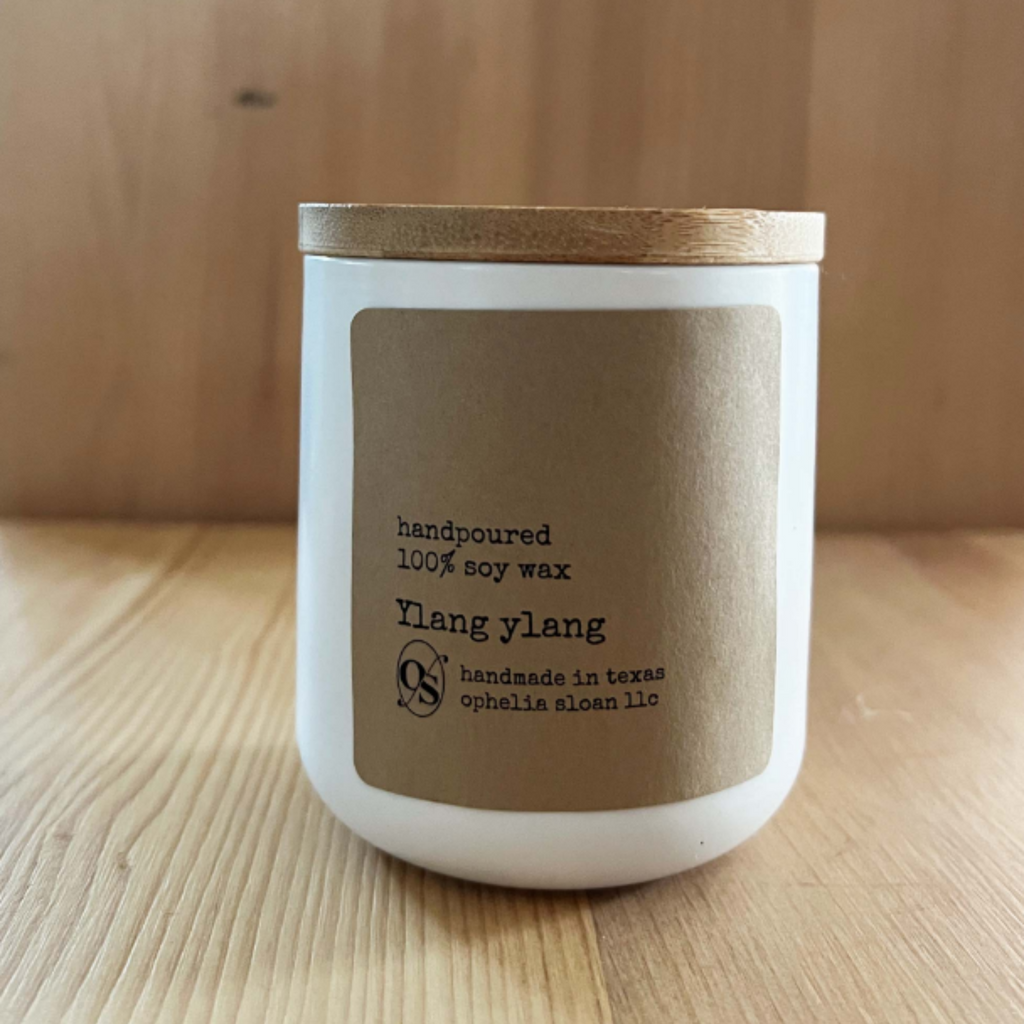 handpoured
100% soy wax
Ylang ylang
OS
handmade in texas
ophelia sloan llc